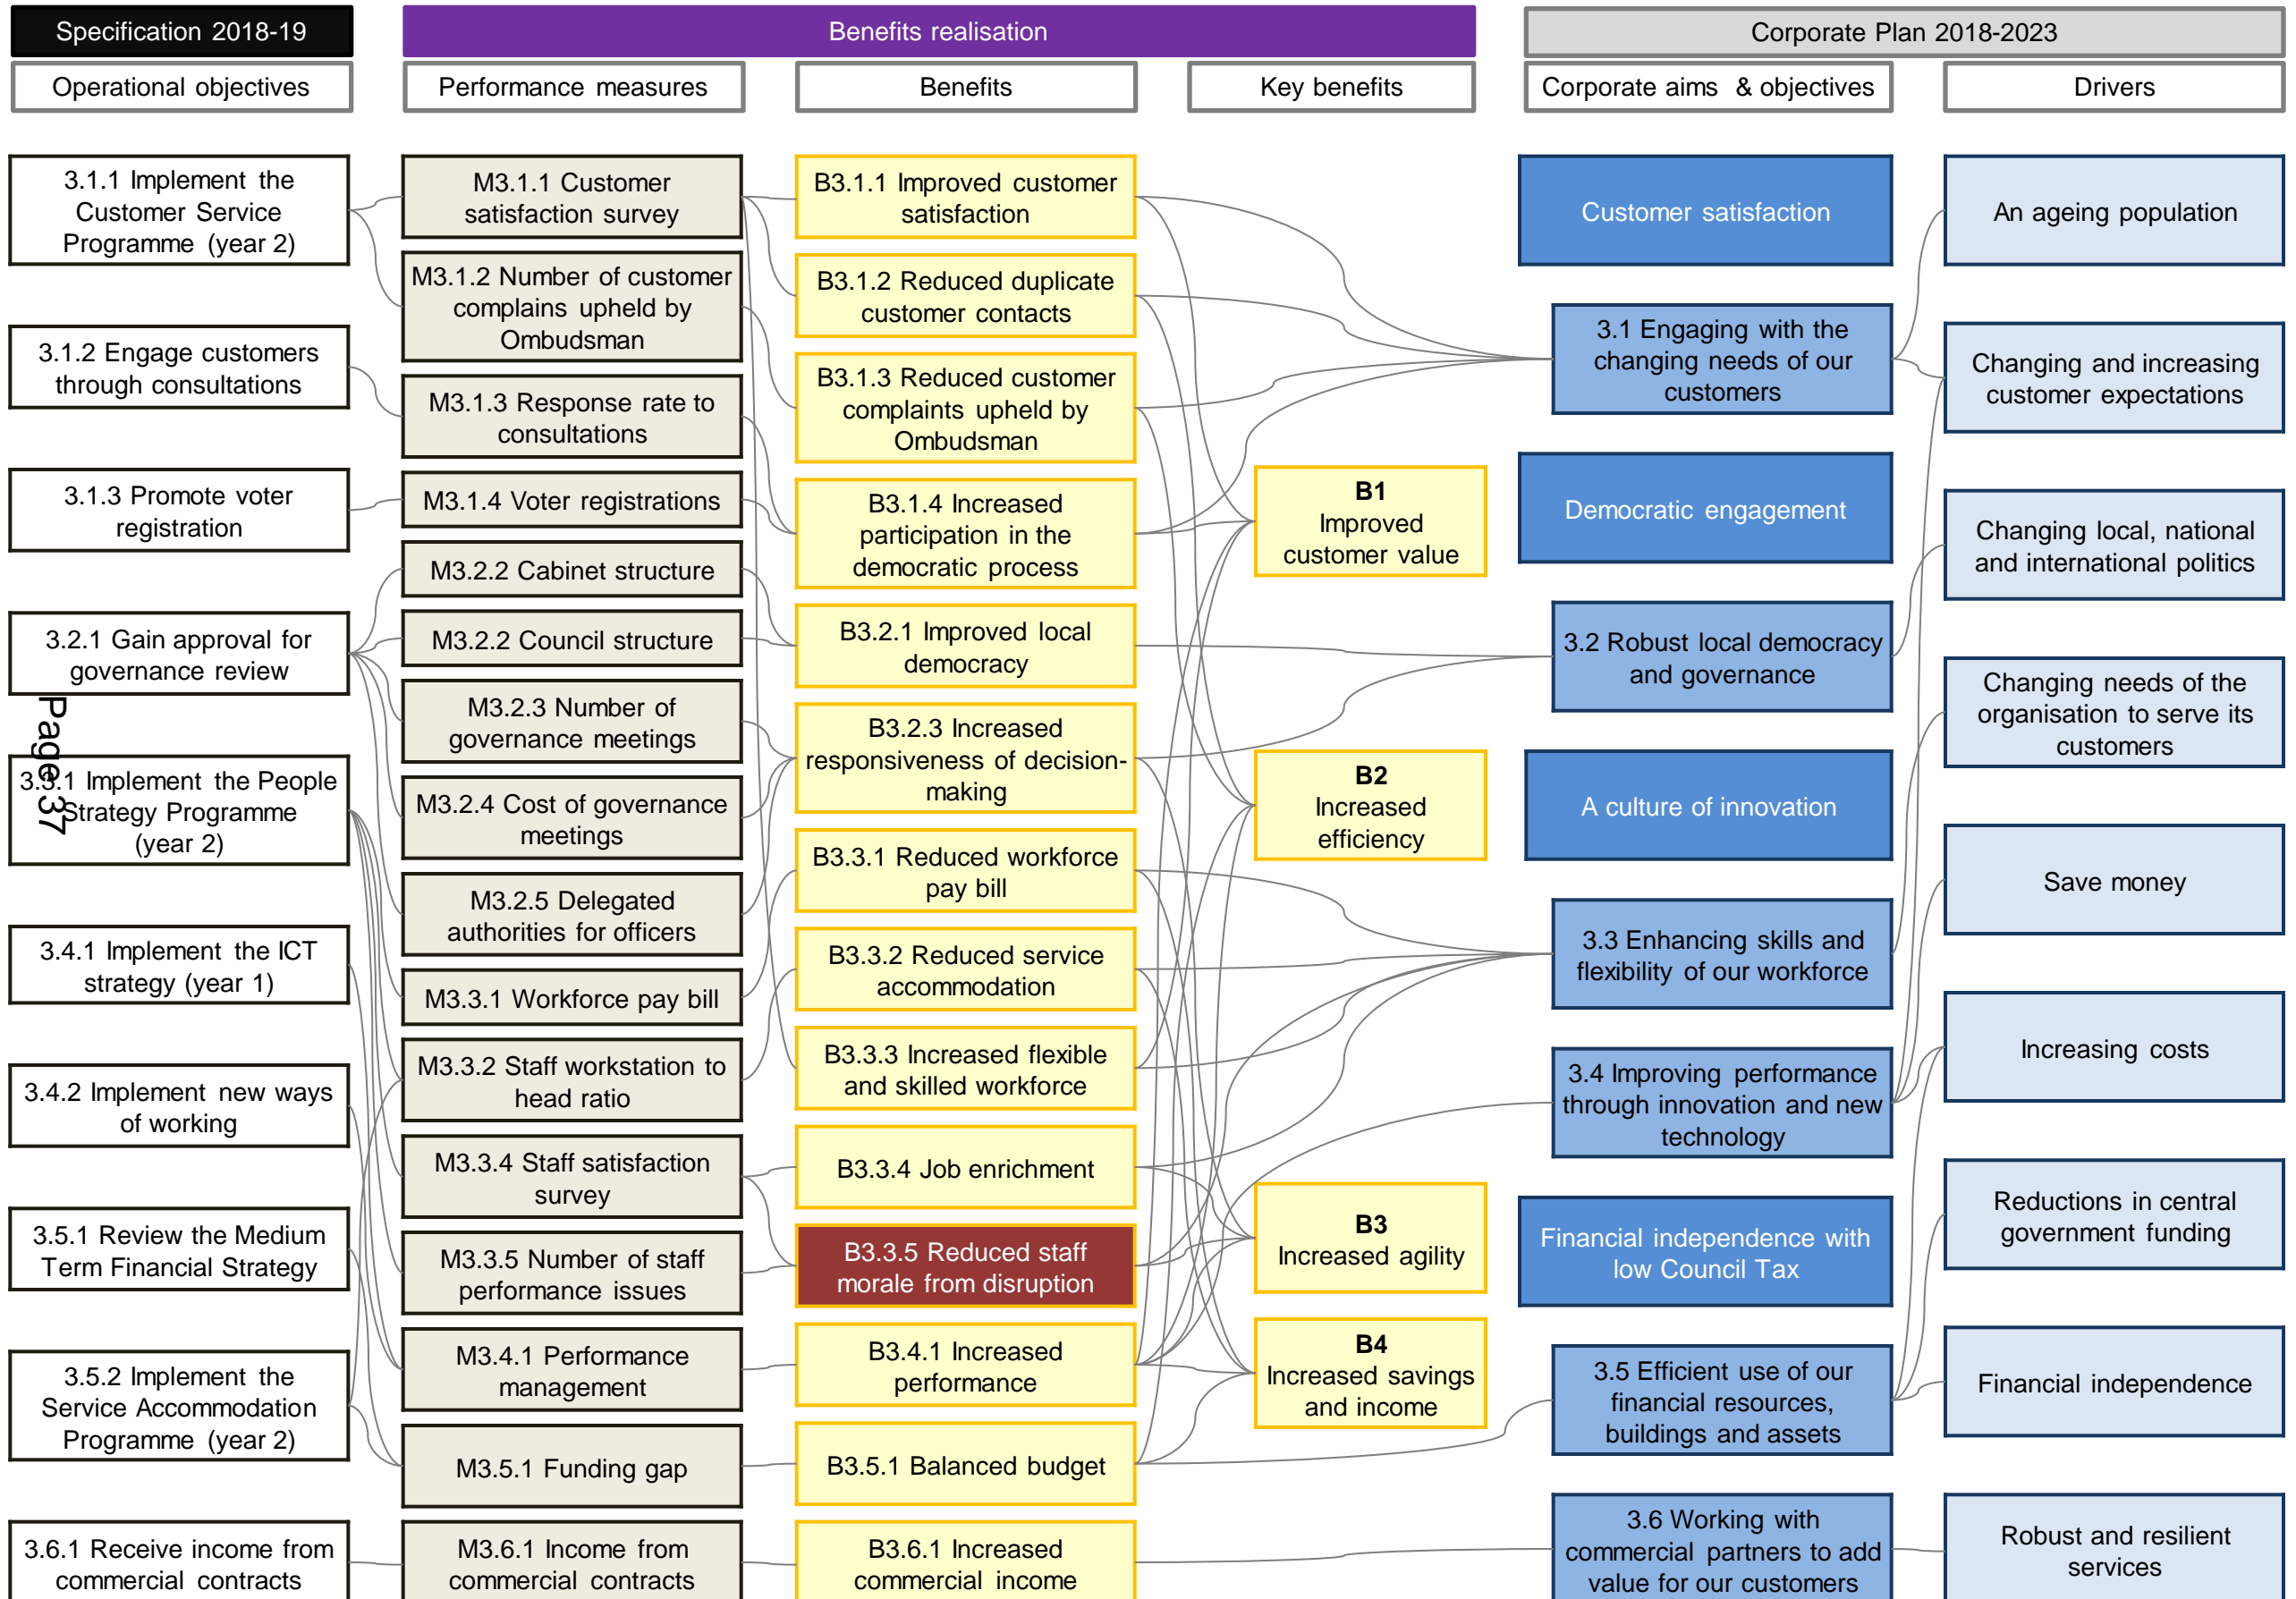 Specification 2018-19
Benefits realisation
Corporate Plan 2018-2023
Operational objectives
Performance measures
Benefits
Key benefits
Corporate aims & objectives
Drivers
3.1.1 Implement the
Customer Service
Programme (year 2)
3.1.2 Engage customers
through consultations
3.1.3 Promote voter
registration
3.2.1 Gain approval for
governance review
Page 37
3.3.1 Implement the People
Strategy Programme
(year 2)
3.4.1 Implement the ICT
strategy (year 1)
3.4.2 Implement new ways
of working
3.5.1 Review the Medium
Term Financial Strategy
3.5.2 Implement the
Service Accommodation
Programme (year 2)
3.6.1 Receive income from
commercial contracts
M3.1.1 Customer
satisfaction survey
M3.1.2 Number of customer
complains upheld by
Ombudsman
M3.1.3 Response rate to
consultations
M3.1.4 Voter registrations
M3.2.2 Cabinet structure
M3.2.2 Council structure
M3.2.3 Number of
governance meetings
M3.2.4 Cost of governance
meetings
M3.2.5 Delegated
authorities for officers
M3.3.1 Workforce pay bill
M3.3.2 Staff workstation to
head ratio
M3.3.4 Staff satisfaction
survey
M3.3.5 Number of staff
performance issues
M3.4.1 Performance
management
M3.5.1 Funding gap
M3.6.1 Income from
commercial contracts
B3.1.1 Improved customer
satisfaction
B3.1.2 Reduced duplicate
customer contacts
B3.1.3 Reduced customer
complaints upheld by
Ombudsman
B3.1.4 Increased
participation in the
democratic process
B3.2.1 Improved local
democracy
B3.2.3 Increased
responsiveness of decision-
making
B3.3.1 Reduced workforce
pay bill
B3.3.2 Reduced service
accommodation
B3.3.3 Increased flexible
and skilled workforce
B3.3.4 Job enrichment
B3.3.5 Reduced staff
morale from disruption
B3.4.1 Increased
performance
B3.5.1 Balanced budget
B3.6.1 Increased
commercial income
B1
Improved
customer value
B2
Increased
efficiency
B3
Increased agility
B4
Increased savings
and income
Customer satisfaction
3.1 Engaging with the
changing needs of our
customers
Democratic engagement
3.2 Robust local democracy
and governance
A culture of innovation
3.3 Enhancing skills and
flexibility of our workforce
3.4 Improving performance
through innovation and new
technology
Financial independence with
low Council Tax
3.5 Efficient use of our
financial resources,
buildings and assets
3.6 Working with
commercial partners to add
value for our customers
An ageing population
Changing and increasing
customer expectations
Changing local, national
and international politics
Changing needs of the
organisation to serve its
customers
Save money
Increasing costs
Reductions in central
government funding
Financial independence
Robust and resilient
services